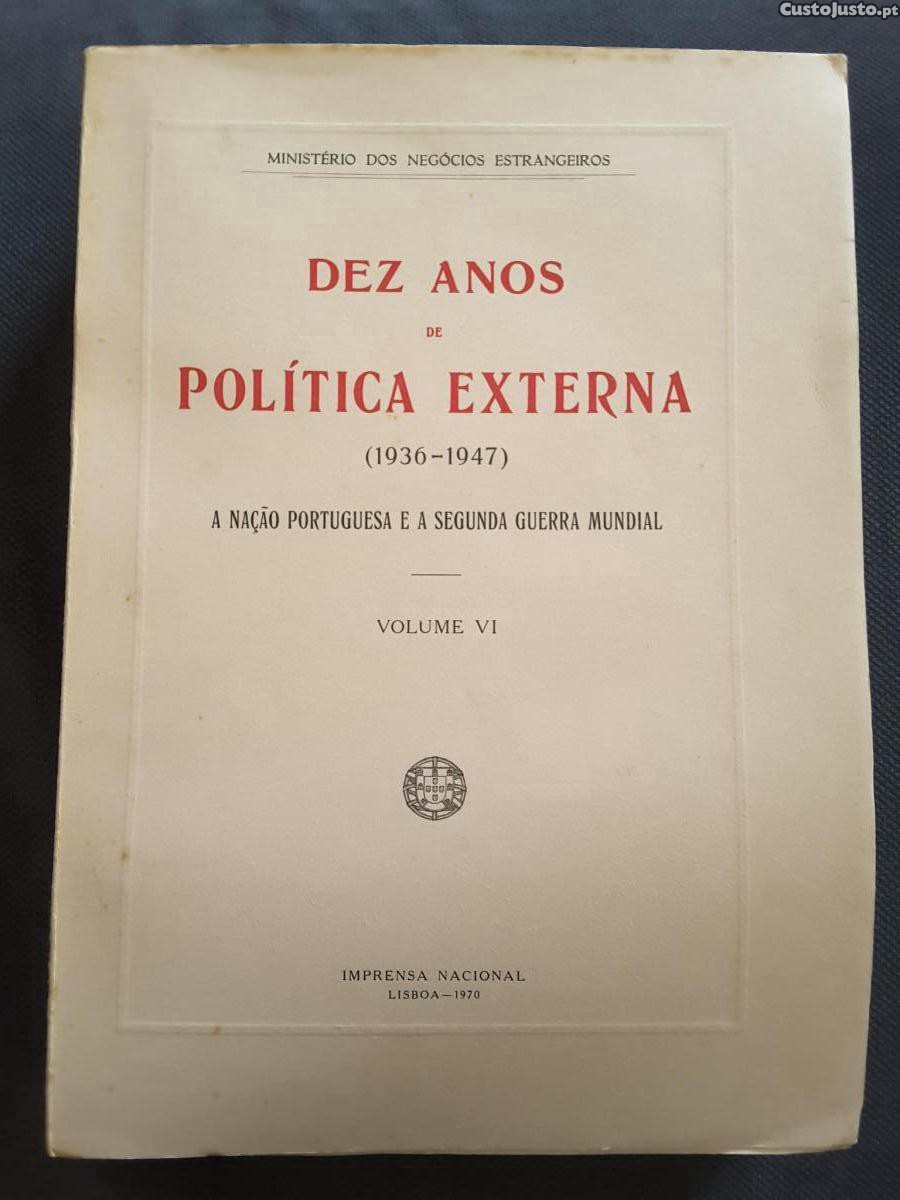 CustoJusto.pt
MINISTÉRIO DOS NEGÓCIOS ESTRANGEIROS
DEZ ANOS
DE
POLÍTICA EXTERNA
(1936-1947)
A NAÇÃO PORTUGUESA E A SEGUNDA GUERRA MUNDIAL
VOLUME VI
IMPRENSA NACIONAL
LISBOA—1970